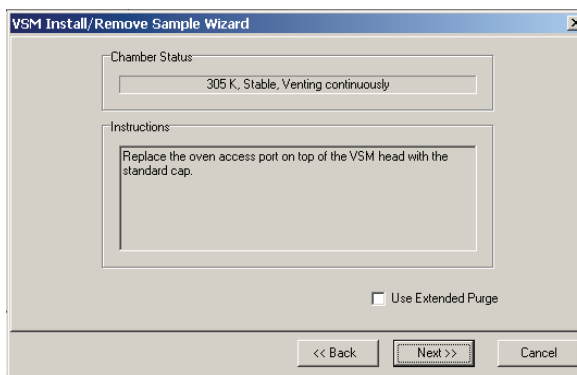 VSM Install/Remove Sample Wizard
Chamber Status
305 K, Stable, Venting continuously
Instructions
Replace the oven access port on top of the VSM head with the
standard cap.
Use Extended Purge
<< Back
Next >>
Cancel